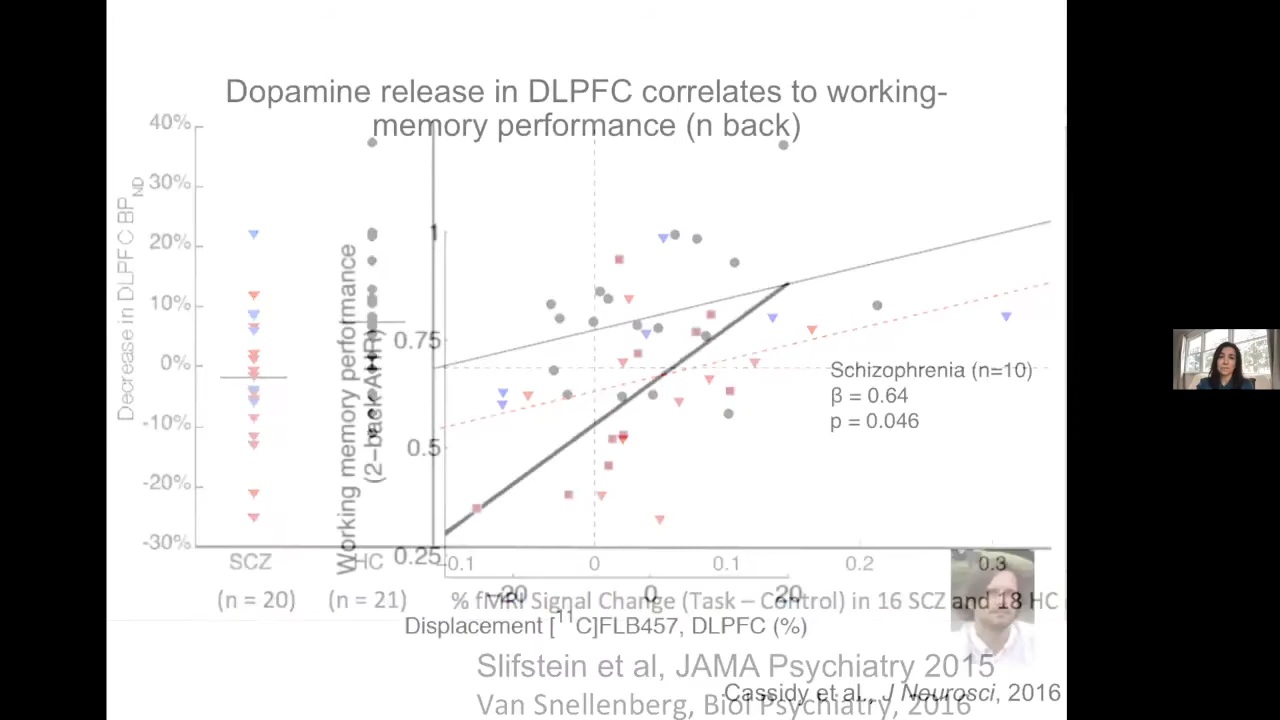 Dopamine release in DLPFC correlates to working-
memory performance (n back)
40%
30%
20%
10%
0%
-10%
-20%
-30%
Decrease in DLPFC BPND
SCZ
HC
(n = 20)
(n = 21)
Working memory performance
(2−back AHR)
1
0.75
0.5
0.25
Schizophrenia (n=10)
β = 0.64
p = 0.046
-0.1
0
0.1
0.2
0.3
-20
0
20
% fMRI Signal Change (Task – Control) in 16 SCZ and 18 HC
Displacement [11C]FLB457, DLPFC (%)
Slifstein et al, JAMA Psychiatry 2015
Cassidy et al., J Neurosci, 2016
Van Snellenberg, Biol Psychiatry, 2016